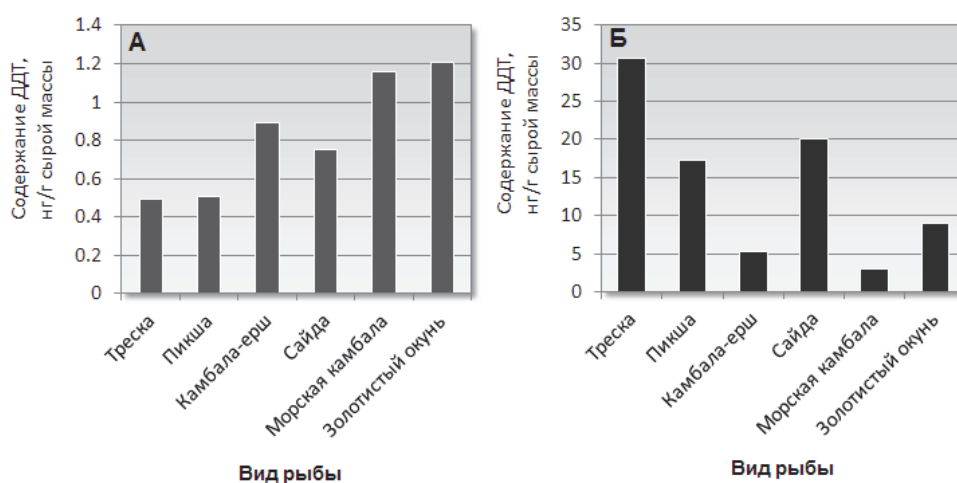 А
Содержание ДДТ,
нг/г сырой массы
1.4
1.2
1
0.8
0.6
0.4
0.2
0
Треска
Пикша
Камбала-ерш
Сайда
Морская камбала
Золотистый окунь
Вид рыбы
Б
Содержание ДДТ,
нг/г сырой массы
35
30
25
20
15
10
5
0
Треска
Пикша
Камбала-ерш
Сайда
Морская камбала
Золотистый окунь
Вид рыбы